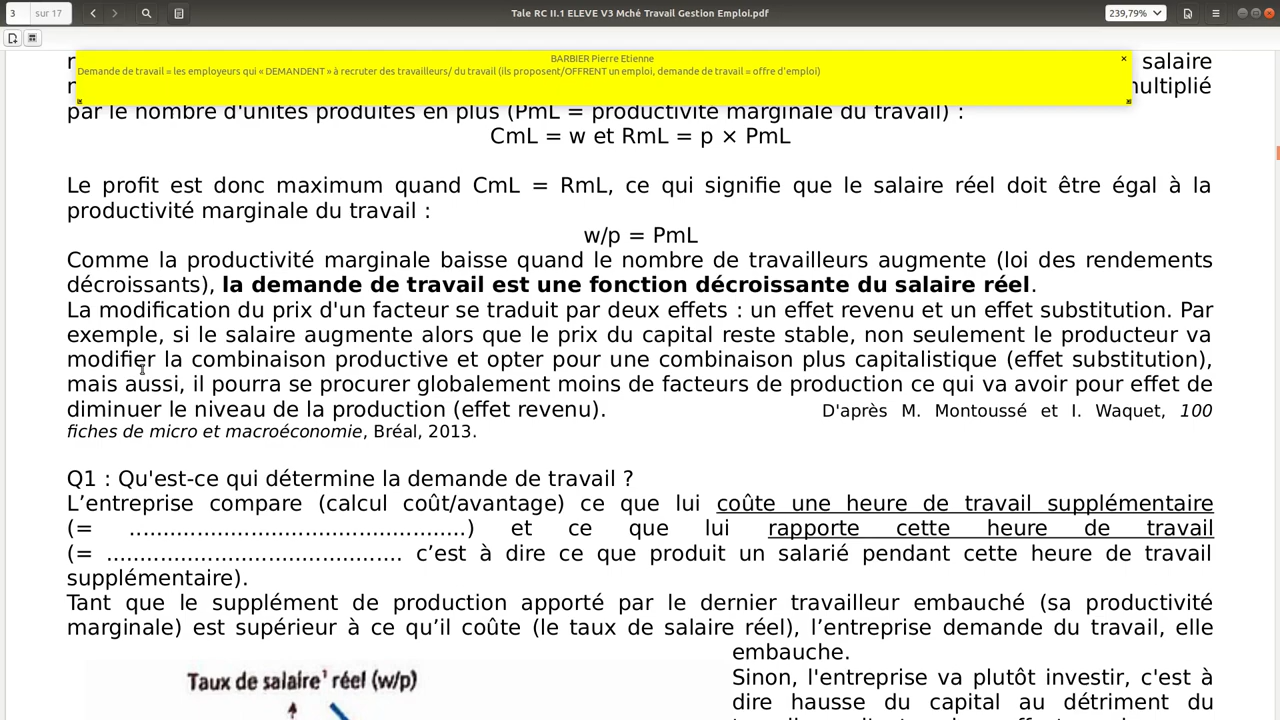 3 sur 17
Tale RC II.1 ELEVE V3 Mché Travail Gestion Emploi.pdf
239,79%
BARBIER Pierre Etienne
Demande de travail = les employeurs qui « DEMANDENT » à recruter des travailleurs/ du travail (ils proposent/OFFRENT un emploi, demande de travail = offre d'emploi)
salaire
multiplié
par le nombre d'unités produites en plus (PmL = productivité marginale du travail) :
CmL = w et RmL = p × PmL
Le profit est donc maximum quand CmL = RmL, ce qui signifie que le salaire réel doit être égal à la
productivité marginale du travail :
w/p = PmL
Comme la productivité marginale baisse quand le nombre de travailleurs augmente (loi des rendements
décroissants), la demande de travail est une fonction décroissante du salaire réel.
La modification du prix d'un facteur se traduit par deux effets : un effet revenu et un effet substitution. Par
exemple, si le salaire augmente alors que le prix du capital reste stable, non seulement le producteur va
modifier la combinaison productive et opter pour une combinaison plus capitalistique (effet substitution),
mais aussi, il pourra se procurer globalement moins de facteurs de production ce qui va avoir pour effet de
diminuer le niveau de la production (effet revenu). D'après M. Montoussé et I. Waquet, 100
fiches de micro et macroéconomie, Bréal, 2013.
Q1 : Qu'est-ce qui détermine la demande de travail ?
L’entreprise compare (calcul coût/avantage) ce que lui coûte une heure de travail supplémentaire
(= ................................................) et ce que lui rapporte cette heure de travail
(= .......................................... c’est à dire ce que produit un salarié pendant cette heure de travail
supplémentaire).
Tant que le supplément de production apporté par le dernier travailleur embauché (sa productivité
marginale) est supérieur à ce qu’il coûte (le taux de salaire réel), l’entreprise demande du travail, elle
embauche.
Sinon, l'entreprise va plutôt investir, c'est à
dire hausse du capital au détriment du
Taux de salaire¹ réel (w/p)